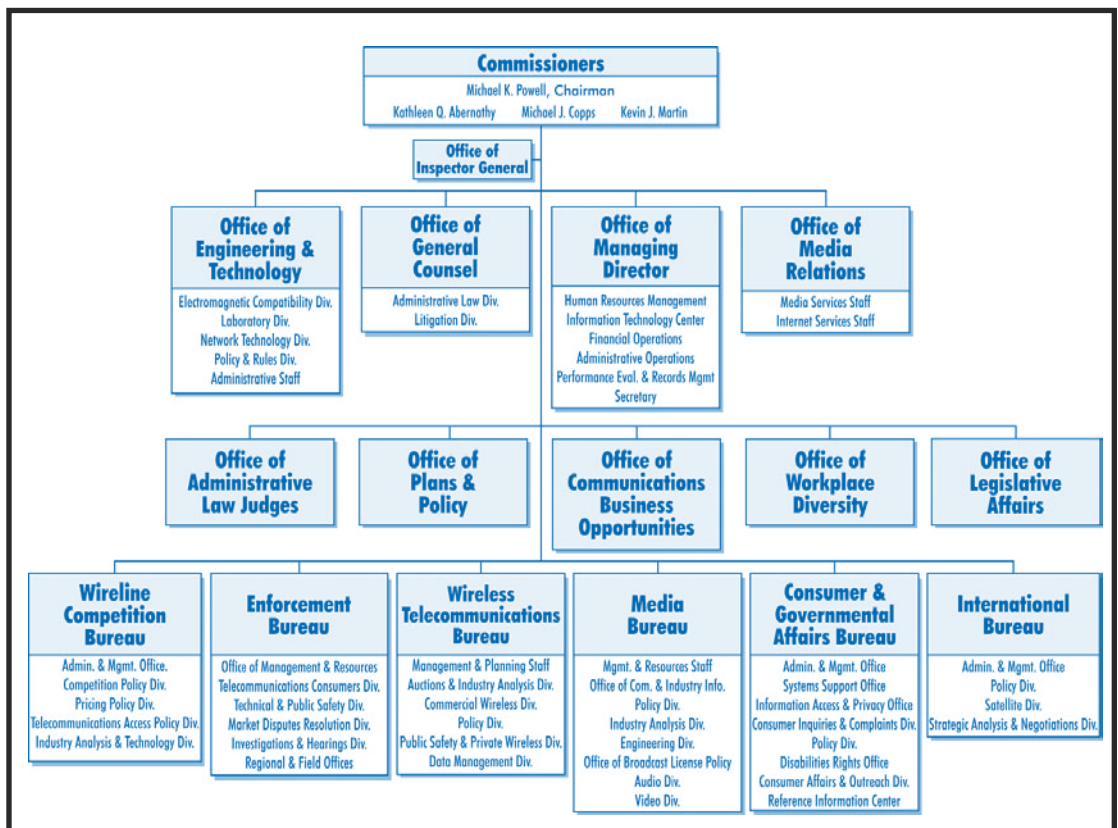 Commissioners
Michael K. Powell, Chairman
Kathleen Q. Abernathy Michael J. Copps Kevin J. Martin
Office of
Inspector General
Office of
Engineering &
Technology
Electromagnetic Compatibility Div.
Laboratory Div.
Network Technology Div.
Policy & Rules Div.
Administrative Staff
Office of
General
Counsel
Administrative Law Div.
Litigation Div.
Office of
Managing
Director
Human Resources Management
Information Technology Center
Financial Operations
Administrative Operations
Performance Eval. & Records Mgmt
Secretary
Office of
Media
Relations
Media Services Staff
Internet Services Staff
Office of
Administrative
Law Judges
Office of
Plans &
Policy
Office of
Communications
Business
Opportunities
Office of
Workplace
Diversity
Office of
Legislative
Affairs
Wireline
Competition
Bureau
Admin. & Mgmt. Office.
Competition Policy Div.
Pricing Policy Div.
Telecommunications Access Policy Div.
Industry Analysis & Technology Div.
Enforcement
Bureau
Office of Management & Resources
Telecommunications Consumers Div.
Technical & Public Safety Div.
Market Disputes Resolution Div.
Investigations & Hearings Div.
Regional & Field Offices
Wireless
Telecommunications
Bureau
Management & Planning Staff
Auctions & Industry Analysis Div.
Commercial Wireless Div.
Policy Div.
Public Safety & Private Wireless Div.
Data Management Div.
Media
Bureau
Mgmt. & Resources Staff
Office of Com. & Industry Info.
Policy Div.
Industry Analysis Div.
Engineering Div.
Office of Broadcast License Policy
Audio Div.
Video Div.
Consumer &
Governmental
Affairs Bureau
Admin. & Mgmt. Office
Systems Support Office
Information Access & Privacy Office
Consumer Inquiries & Complaints Div.
Policy Div.
Disabilities Rights Office
Consumer Affairs & Outreach Div.
Reference Information Center
International
Bureau
Admin. & Mgmt. Office
Policy Div.
Satellite Div.
Strategic Analysis & Negotiations Div.